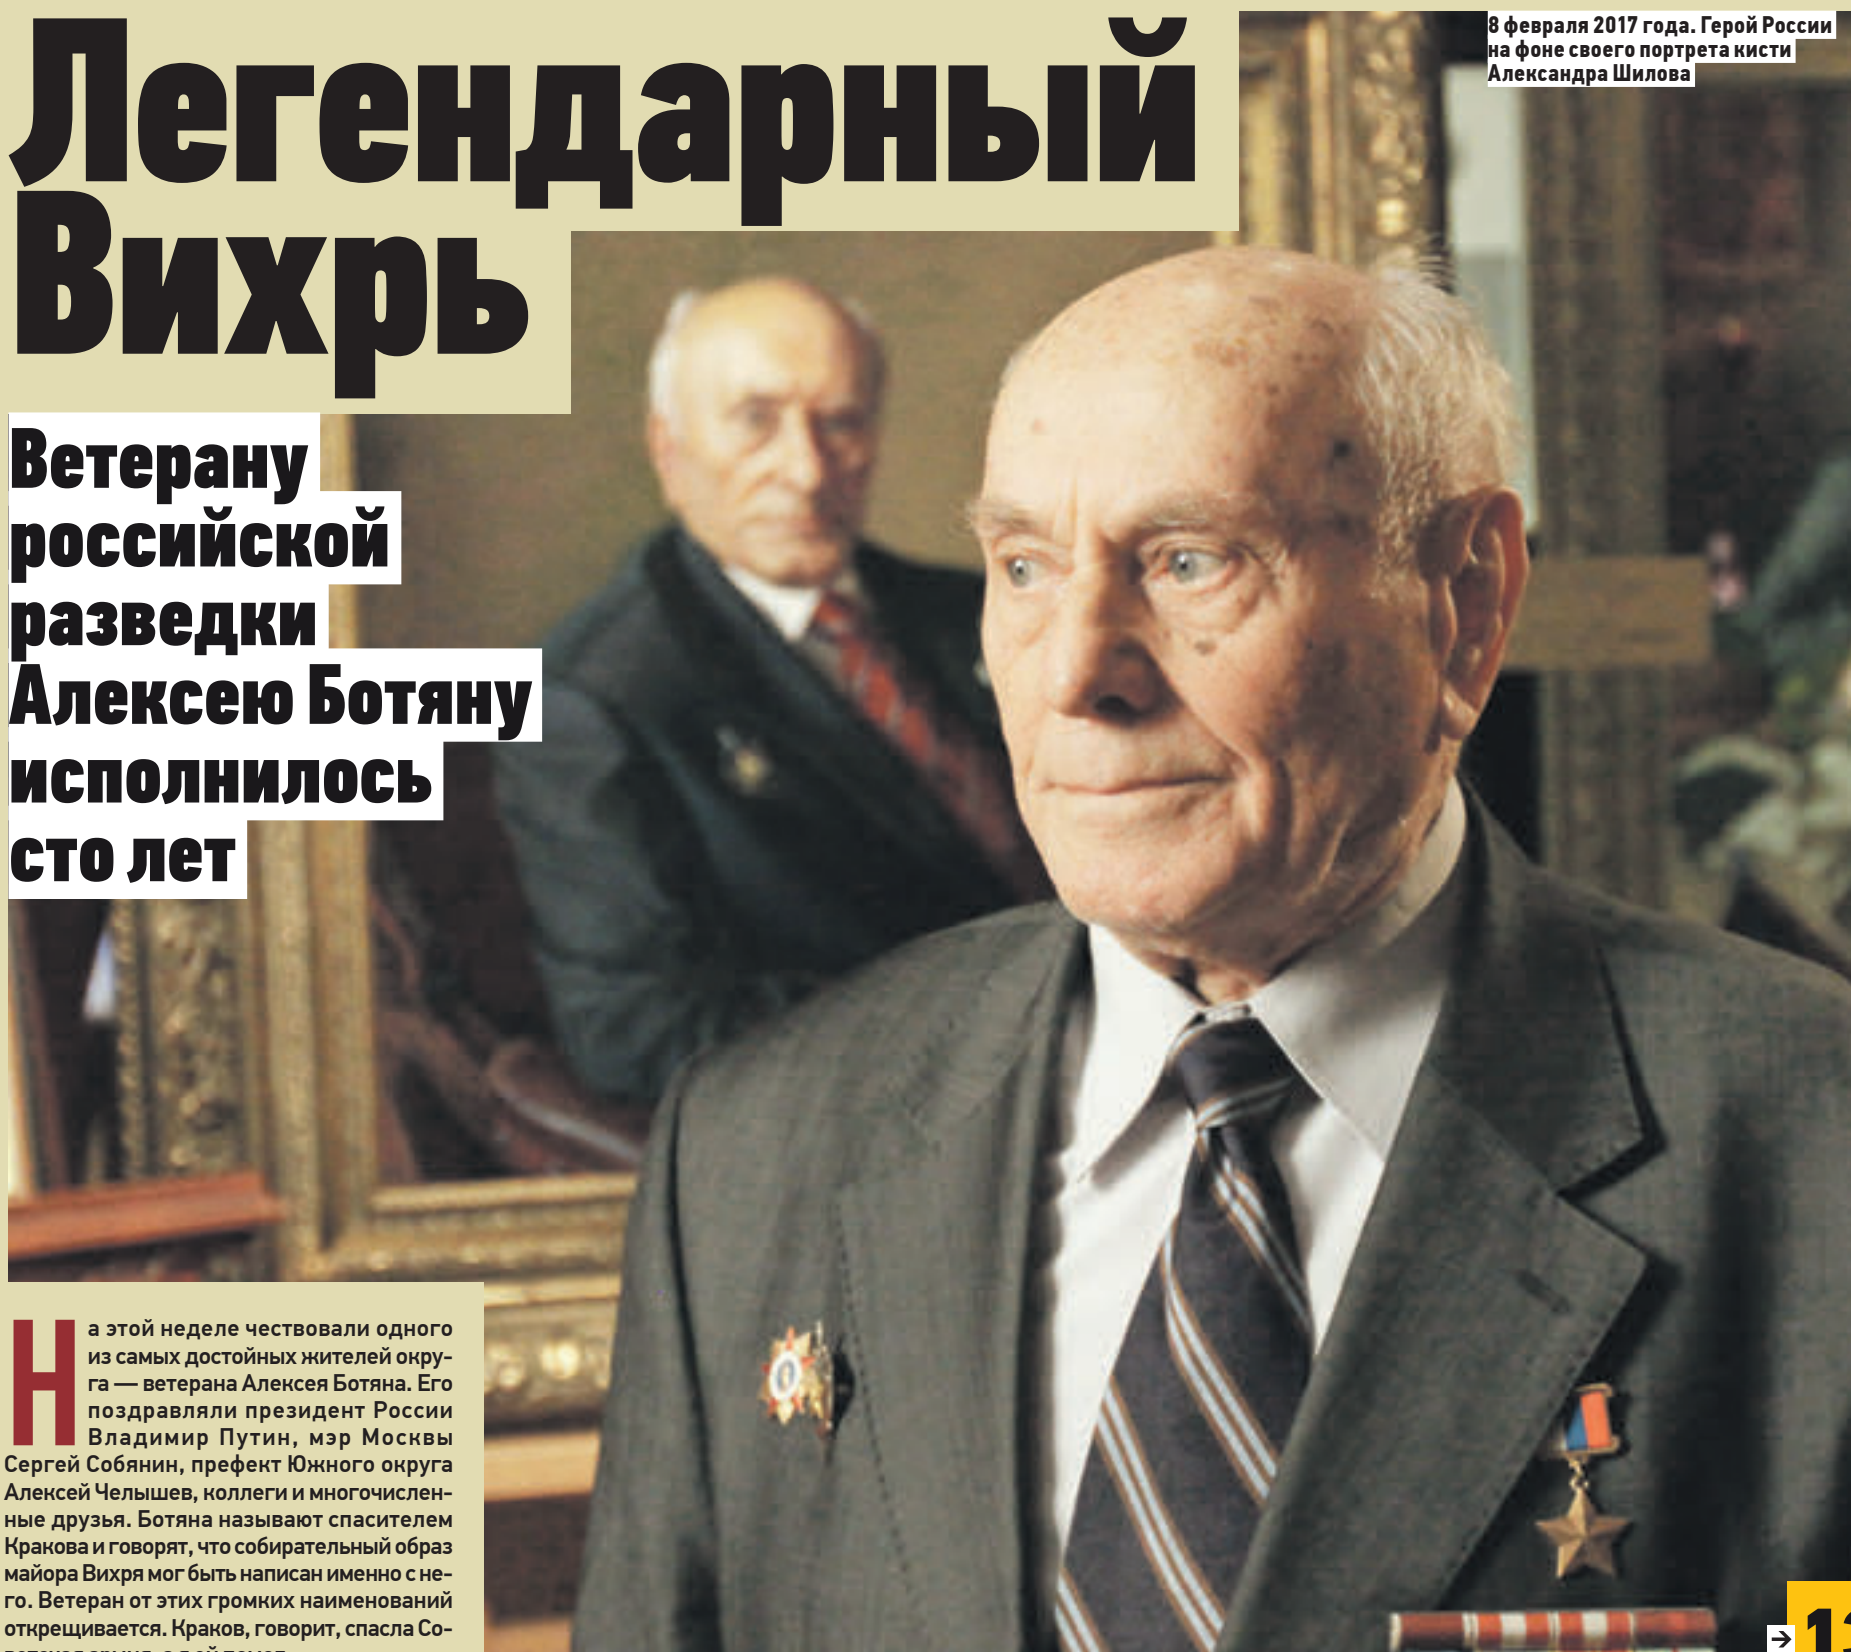 Легендарный
Вихрь
8 февраля 2017 года. Герой России
на фоне своего портрета кисти
Александра Шилова
Ветерану
российской
разведки
Алексею Ботяну
исполнилось
сто лет
На этой неделе чествовали одного
из самых достойных жителей окру-
га — ветерана Алексея Ботяна. Его
поздравляли президент России
Владимир Путин, мэр Москвы
Сергей Собянин, префект Южного округа
Алексей Челышев, коллеги и многочислен-
ные друзья. Ботяна называют спасителем
Кракова и говорят, что собирательный образ
майора Вихря мог быть написан именно с не-
го. Ветеран от этих громких наименований
открещивается. Краков, говорит, спасла Со-